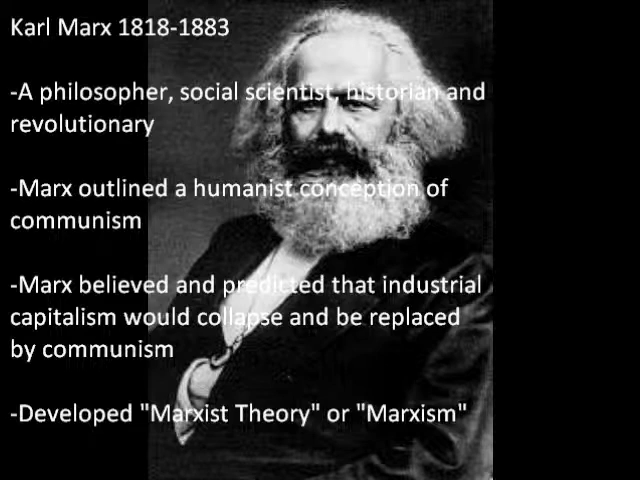 Karl Marx 1818-1883
-A philosopher, social scientist, historian and
revolutionary
-Marx outlined a humanist conception of
communism
-Marx believed and predicted that industrial
capitalism would collapse and be replaced
by communism
-Developed "Marxist Theory" or "Marxism"